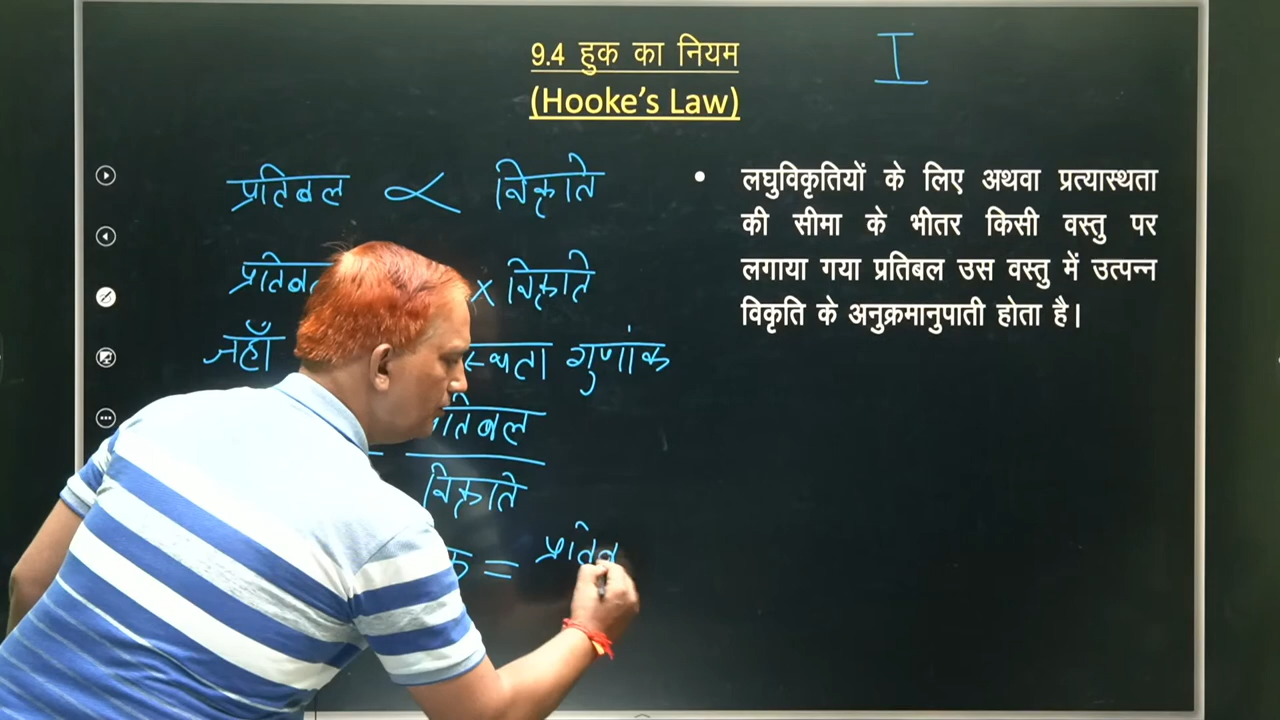 9.4 हुक का नियम
(Hooke's Law)
I
प्रतिबल ∝ विकृति
× विकृति
जहाँ गुणांक
प्रतिबल
विकृति
=
• लघुविकृतियों के लिए अथवा प्रत्यास्थता
की सीमा के भीतर किसी वस्तु पर
लगाया गया प्रतिबल उस वस्तु में उत्पन्न
विकृति के अनुक्रमानुपाती होता है।